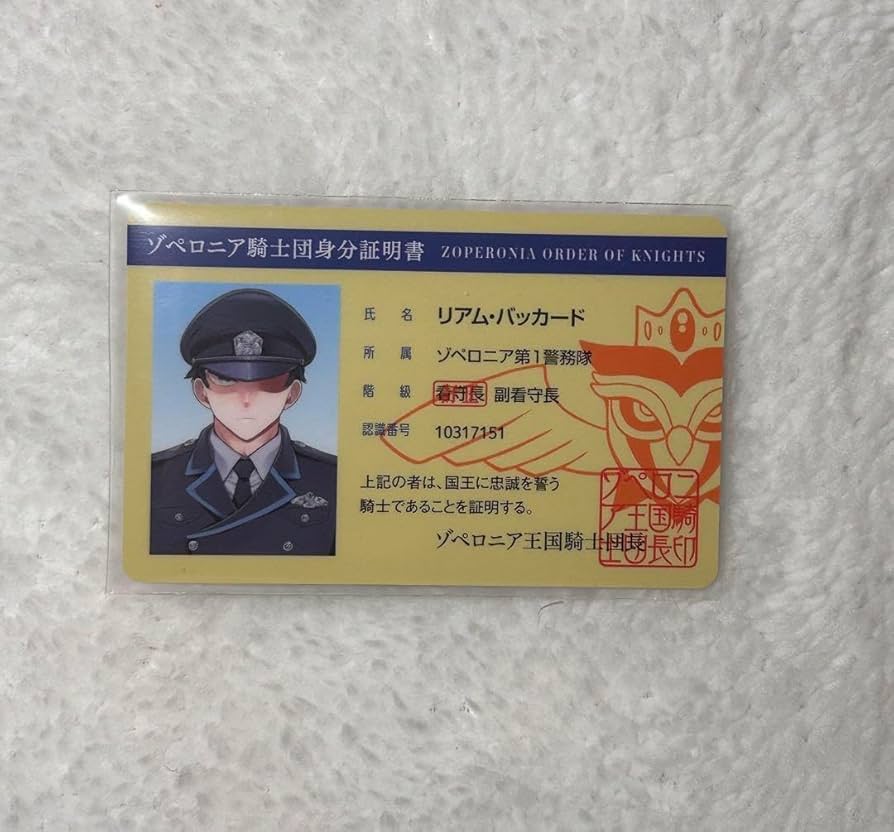 ゾペロニア騎士団身分証明書 ZOPERONIA ORDER OF KNIGHTS
氏 名 リアム・バッカード
所 属 ゾペロニア第1警務隊
階 級 看守長 副看守長
認識番号 10317151
上記の者は、国王に忠誠を誓う
騎士であることを証明する。
ゾペロニア王国騎士団長
ゾペロニ
ア王国騎
士団長印